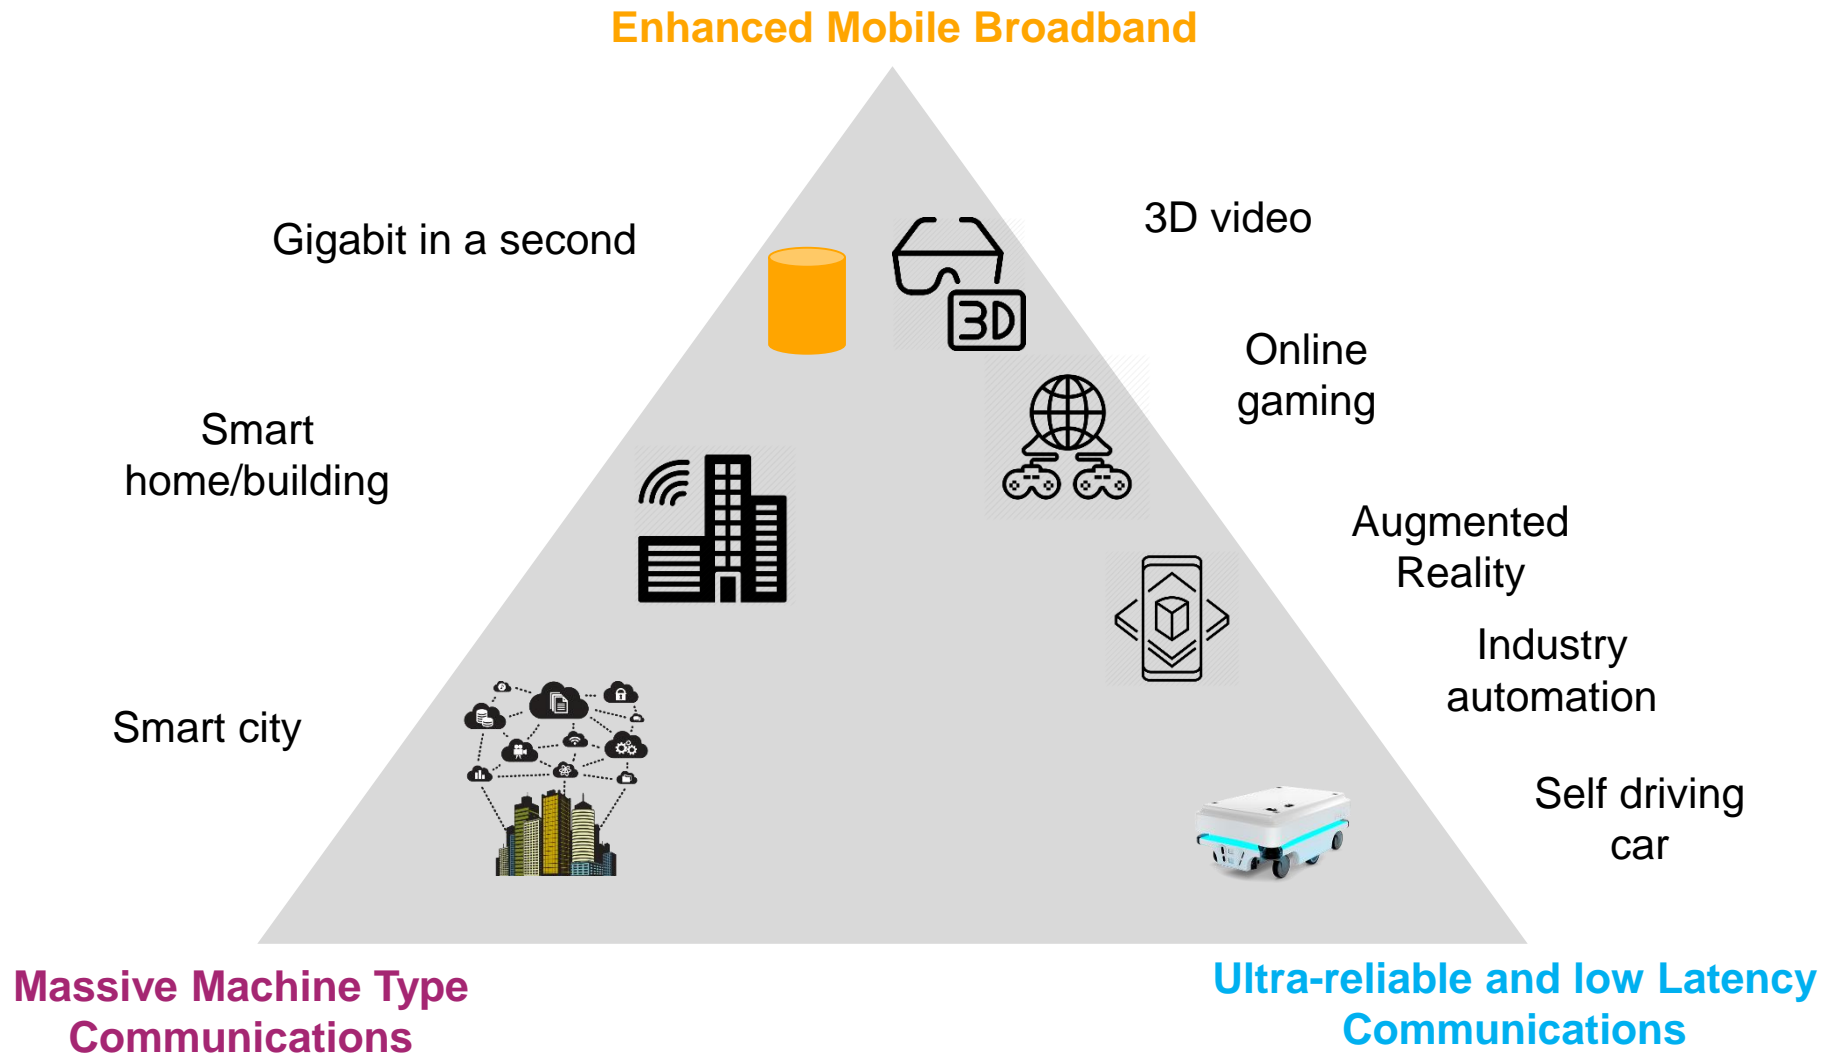 Enhanced Mobile Broadband
Gigabit in a second
3D video
3D
Online
gaming
Smart
home/building
Augmented
Reality
Industry
automation
Smart city
Self driving
car
Massive Machine Type
Communications
Ultra-reliable and low Latency
Communications